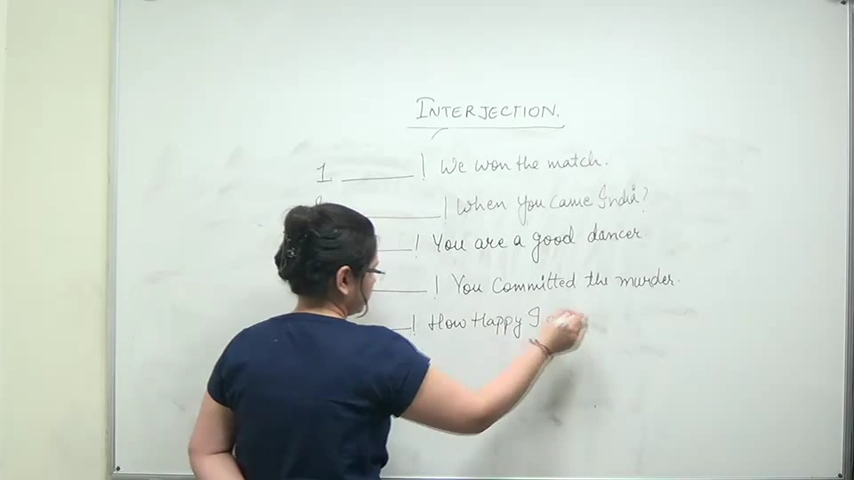 INTERJECTION.
1 ______! We won the match.
______! When you came India?
______! You are a good dancer
______! You committed the murder.
______! How Happy I